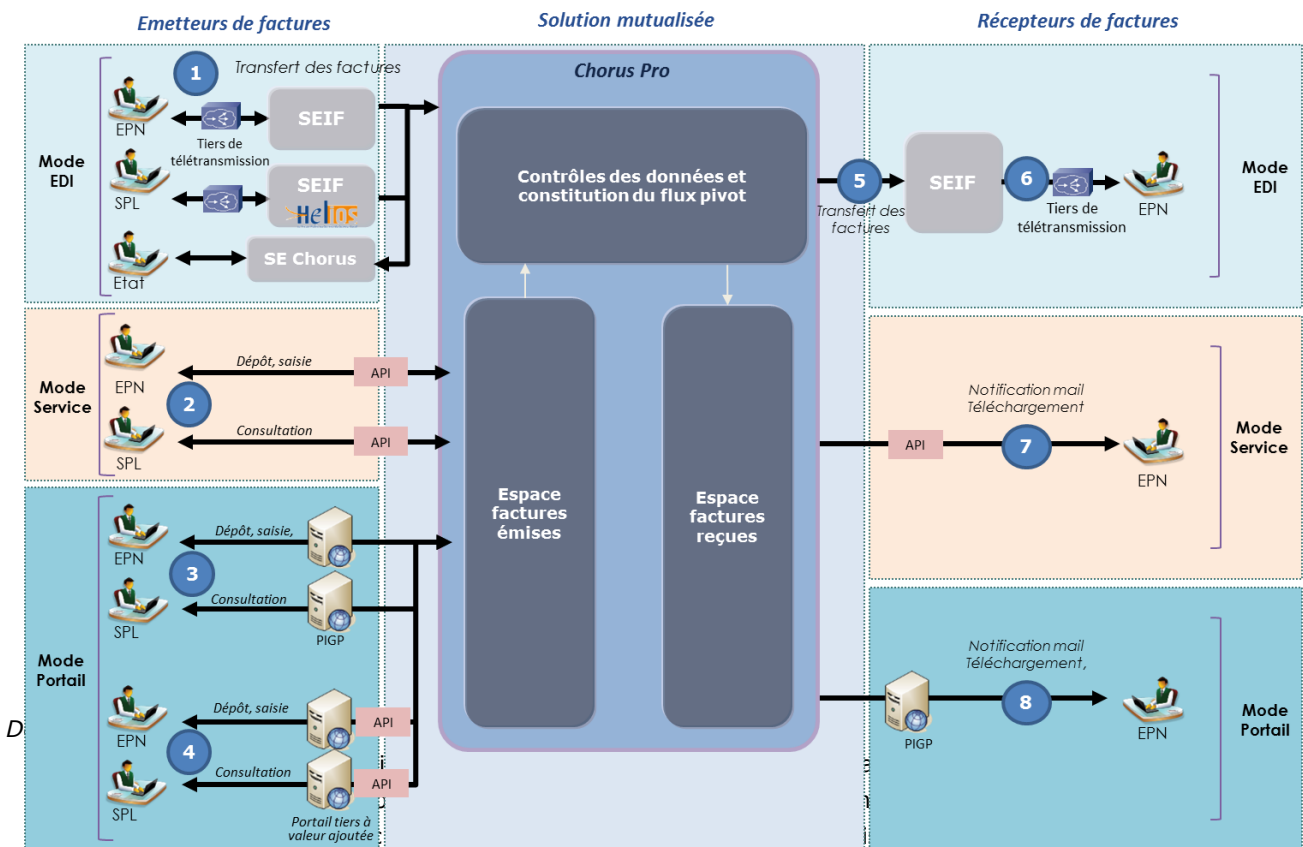 Emetteurs de factures
Solution mutualisée
Récepteurs de factures
1
Transfert des factures
EPN
Tiers de
télétransmission
SEIF
Mode
EDI
SPL
SEIF
Helios
Etat
SE Chorus
Mode
Service
EPN
Dépôt, saisie
API
2
SPL
Consultation
API
Mode
Portail
EPN
Dépôt, saisie,
3
SPL
Consultation
PIGP
EPN
Dépôt, saisie
API
4
SPL
Consultation
API
Portail tiers à
valeur ajoutée
Chorus Pro
Contrôles des données et
constitution du flux pivot
Espace
factures
émises
Espace
factures
reçues
5
Transfert des
factures
SEIF
6
Tiers de
télétransmission
EPN
Mode
EDI
API
Notification mail
Téléchargement
7
EPN
Mode
Service
PIGP
Notification mail
Téléchargement,
8
EPN
Mode
Portail
D